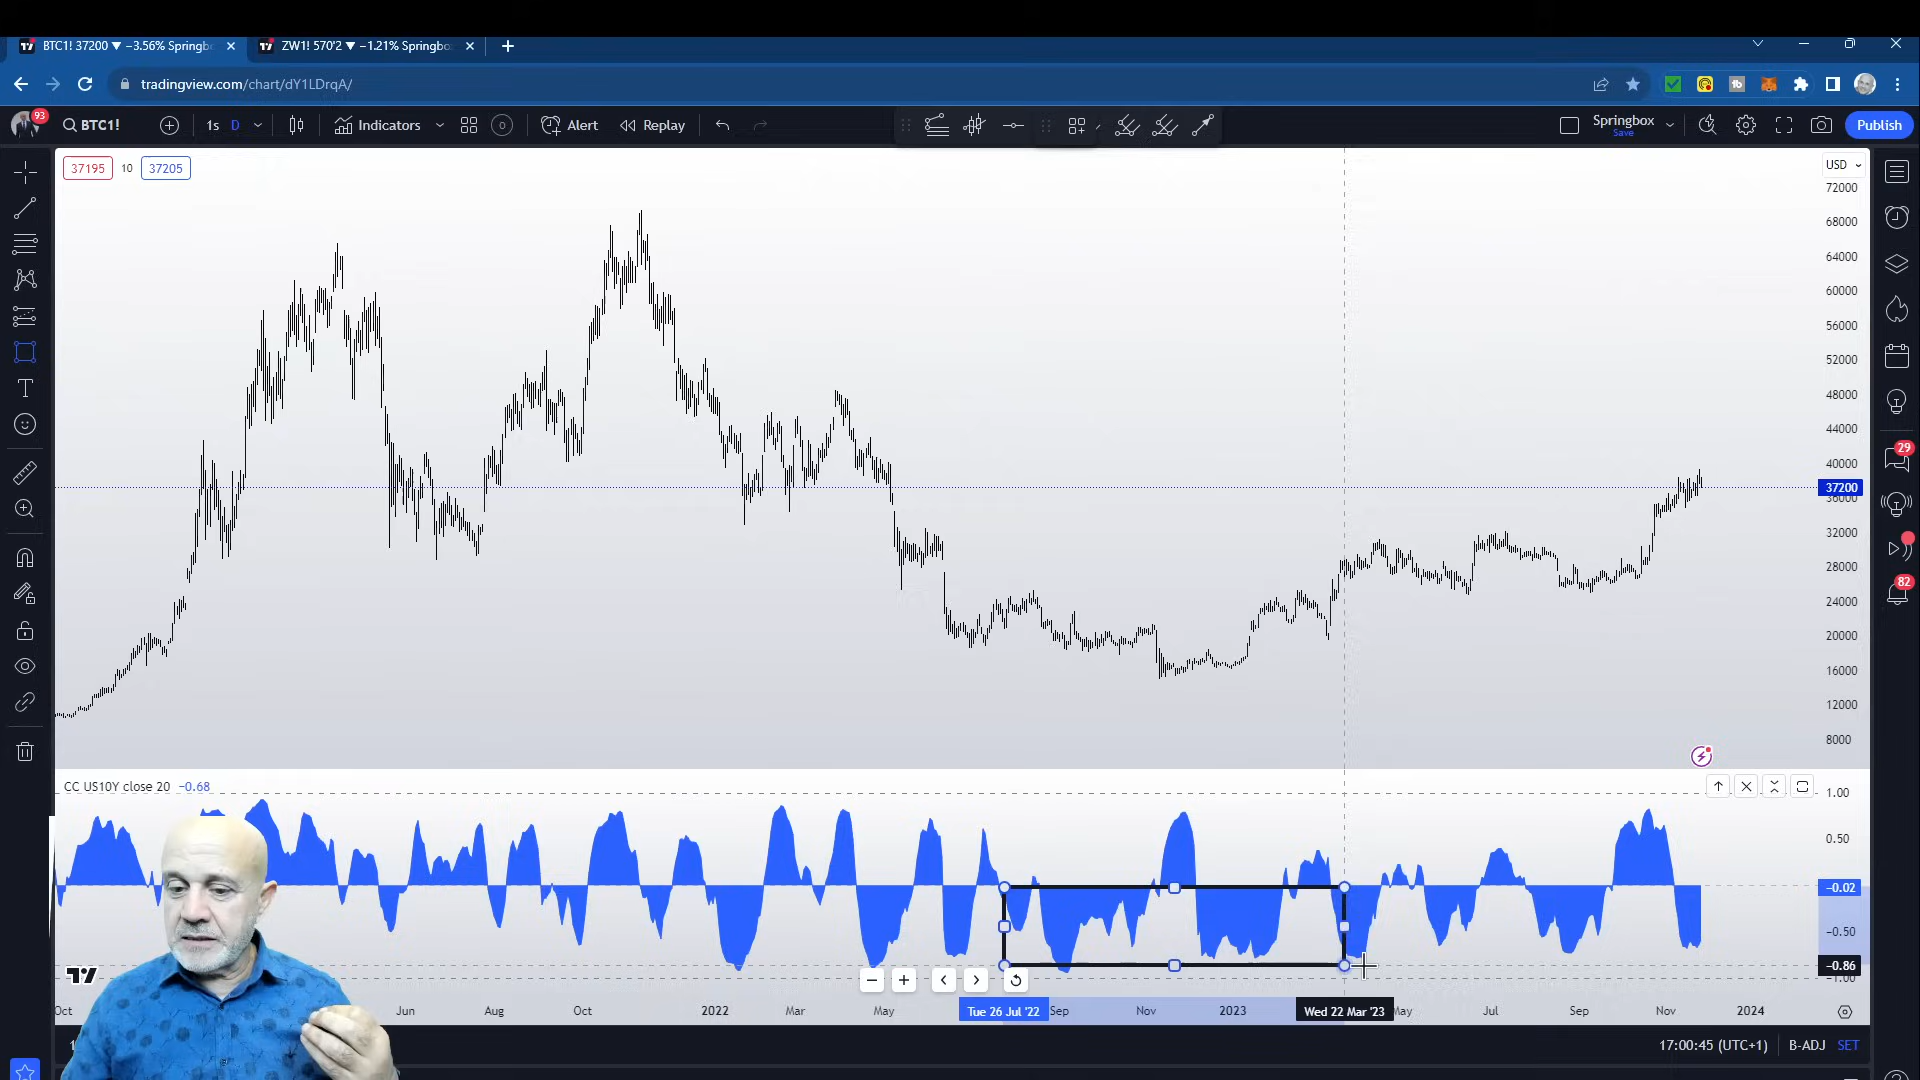 BTC1! 37200 ▼ −3.56% Springb
ZW1! 570'2 ▼ −1.21% Springbo
tradingview.com/chart/dY1LDrqA/
93
BTC1!
1s
D
Indicators
Alert
Replay
Springbox
Save
Publish
37195
10
37205
USD
72000
68000
64000
60000
56000
52000
48000
44000
40000
37200
36000
32000
28000
24000
20000
16000
12000
8000
29
82
CC US10Y close 20 −0.68
1.00
0.50
−0.02
−0.50
−0.86
−1.00
Oct
Jun
Aug
Oct
2022
Mar
May
Tue 26 Jul '22
Sep
Nov
2023
Wed 22 Mar '23
May
Jul
Sep
Nov
2024
17:00:45 (UTC+1)
B-ADJ
SET